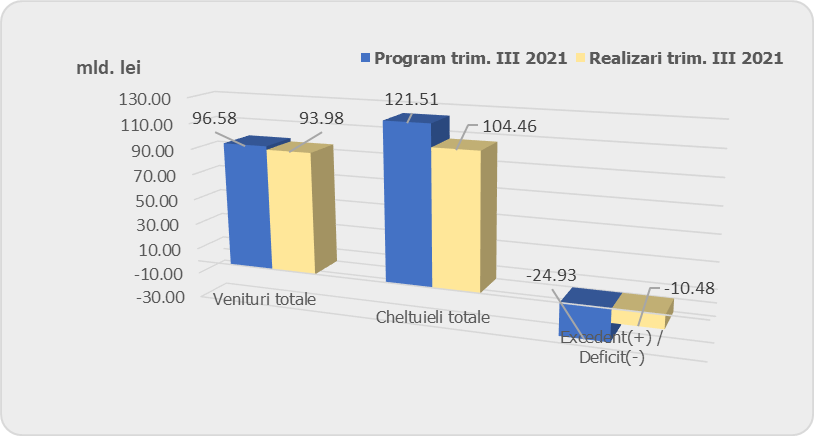 mld. lei
Program trim. III 2021 Realizari trim. III 2021
130.00
110.00
90.00
70.00
50.00
30.00
10.00
-10.00
-30.00
96.58
93.98
121.51
104.46
-24.93
-10.48
Venituri totale
Cheltuieli totale
Excedent(+) /
Deficit(-)